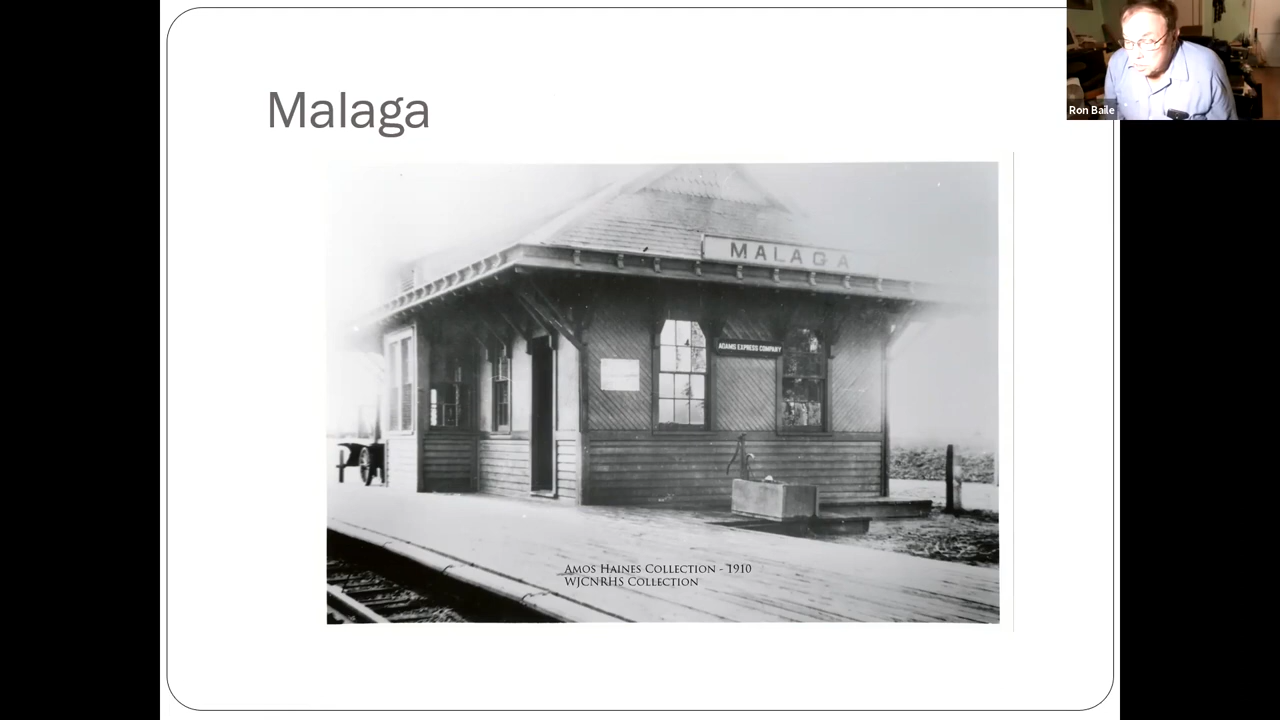 Malaga
MALAGA
ADAMS EXPRESS COMPANY
Amos Haines Collection - 1910
WJCNRHS Collection
Ron Baile